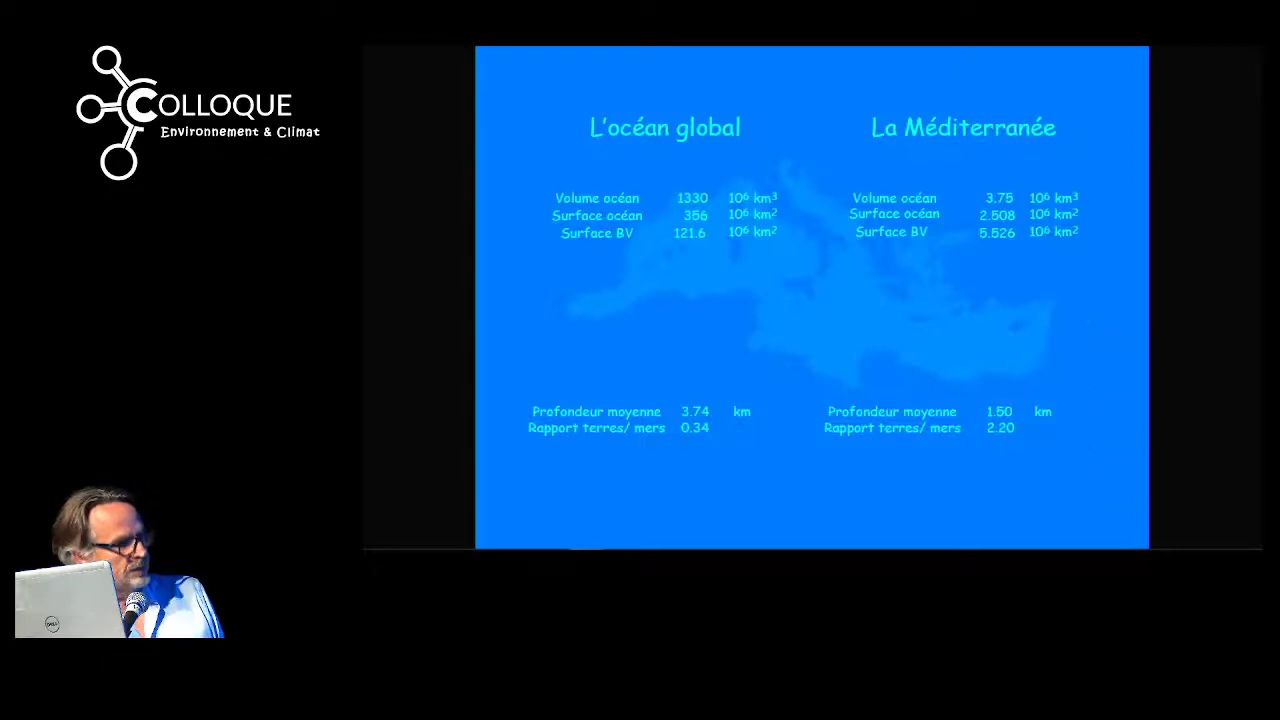 COLLOQUE
Environnement & Climat
L'océan global
Volume océan 1330 10⁶ km³
Surface océan 356 10⁶ km²
Surface BV 121.6 10⁶ km²
Profondeur moyenne 3.74 km
Rapport terres/ mers 0.34
La Méditerranée
Volume océan 3.75 10⁶ km³
Surface océan 2.508 10⁶ km²
Surface BV 5.526 10⁶ km²
Profondeur moyenne 1.50 km
Rapport terres/ mers 2.20
DELL